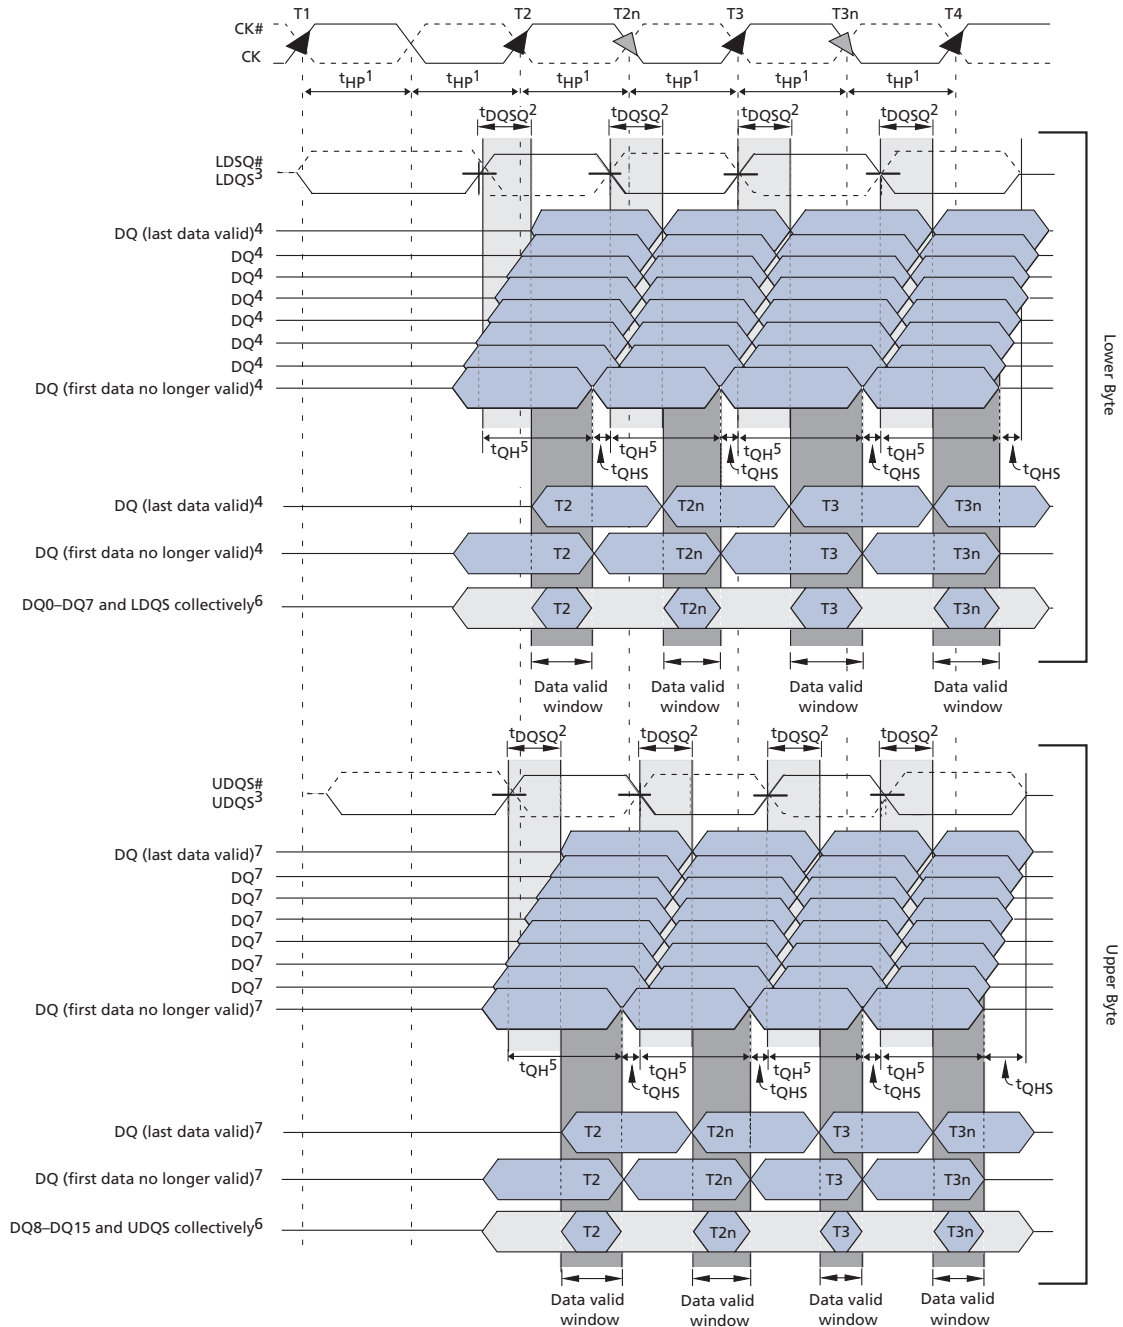 T1 T2 T2n T3 T3n T4
CK#
CK
tHP1 tHP1 tHP1 tHP1 tHP1 tHP1
tDQSQ2 tDQSQ2 tDQSQ2 tDQSQ2
LDSQ#
LDQS3
DQ (last data valid)4
DQ4
DQ4
DQ4
DQ4
DQ4
DQ4
DQ (first data no longer valid)4
Lower Byte
tQH5 tQH5 tQH5 tQH5
tQHS tQHS tQHS tQHS
DQ (last data valid)4 T2 T2n T3 T3n
DQ (first data no longer valid)4 T2 T2n T3 T3n
DQ0–DQ7 and LDQS collectively6 T2 T2n T3 T3n
Data valid window Data valid window Data valid window Data valid window
tDQSQ2 tDQSQ2 tDQSQ2 tDQSQ2
UDQS#
UDQS3
DQ (last data valid)7
DQ7
DQ7
DQ7
DQ7
DQ7
DQ7
DQ (first data no longer valid)7
Upper Byte
tQH5 tQH5 tQH5 tQH5
tQHS tQHS tQHS tQHS
DQ (last data valid)7 T2 T2n T3 T3n
DQ (first data no longer valid)7 T2 T2n T3 T3n
DQ8–DQ15 and UDQS collectively6 T2 T2n T3 T3n
Data valid window Data valid window Data valid window Data valid window